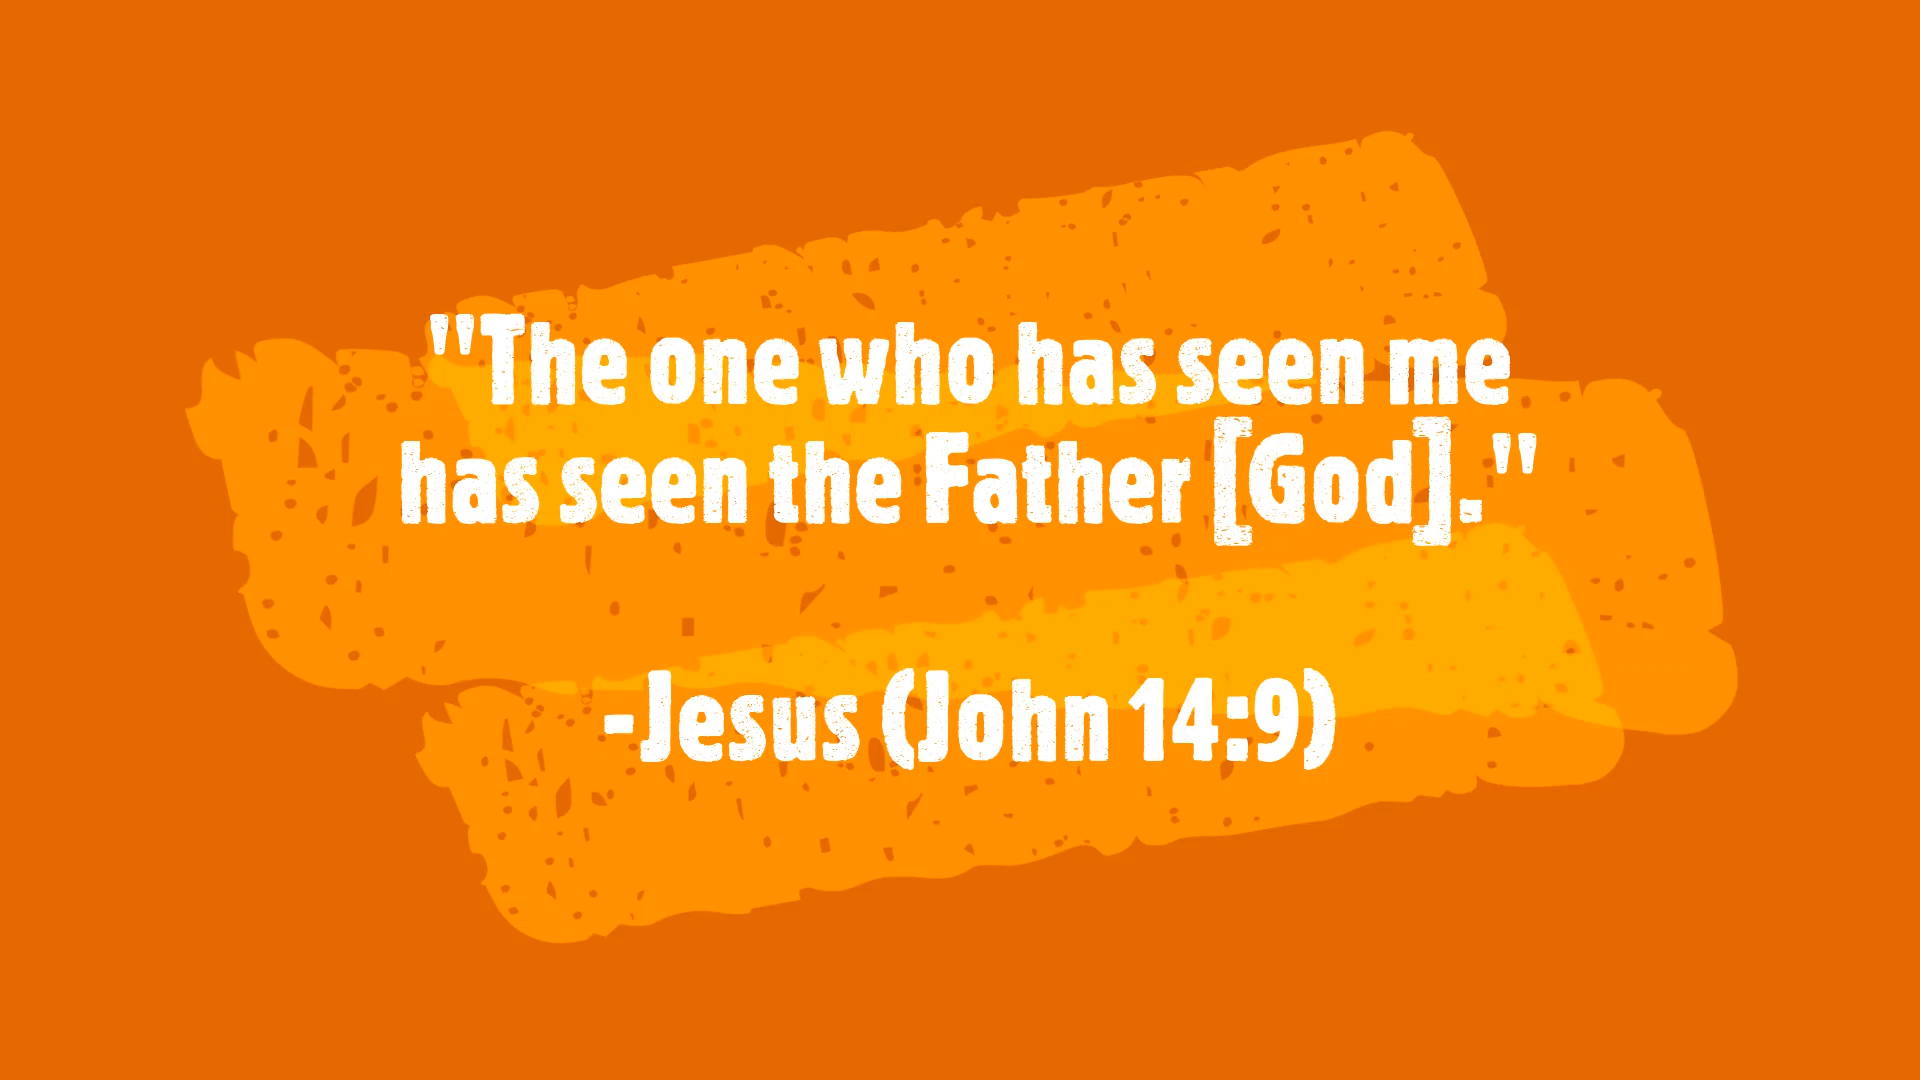 "The one who has seen me
has seen the Father [God]."
-Jesus (John 14:9)